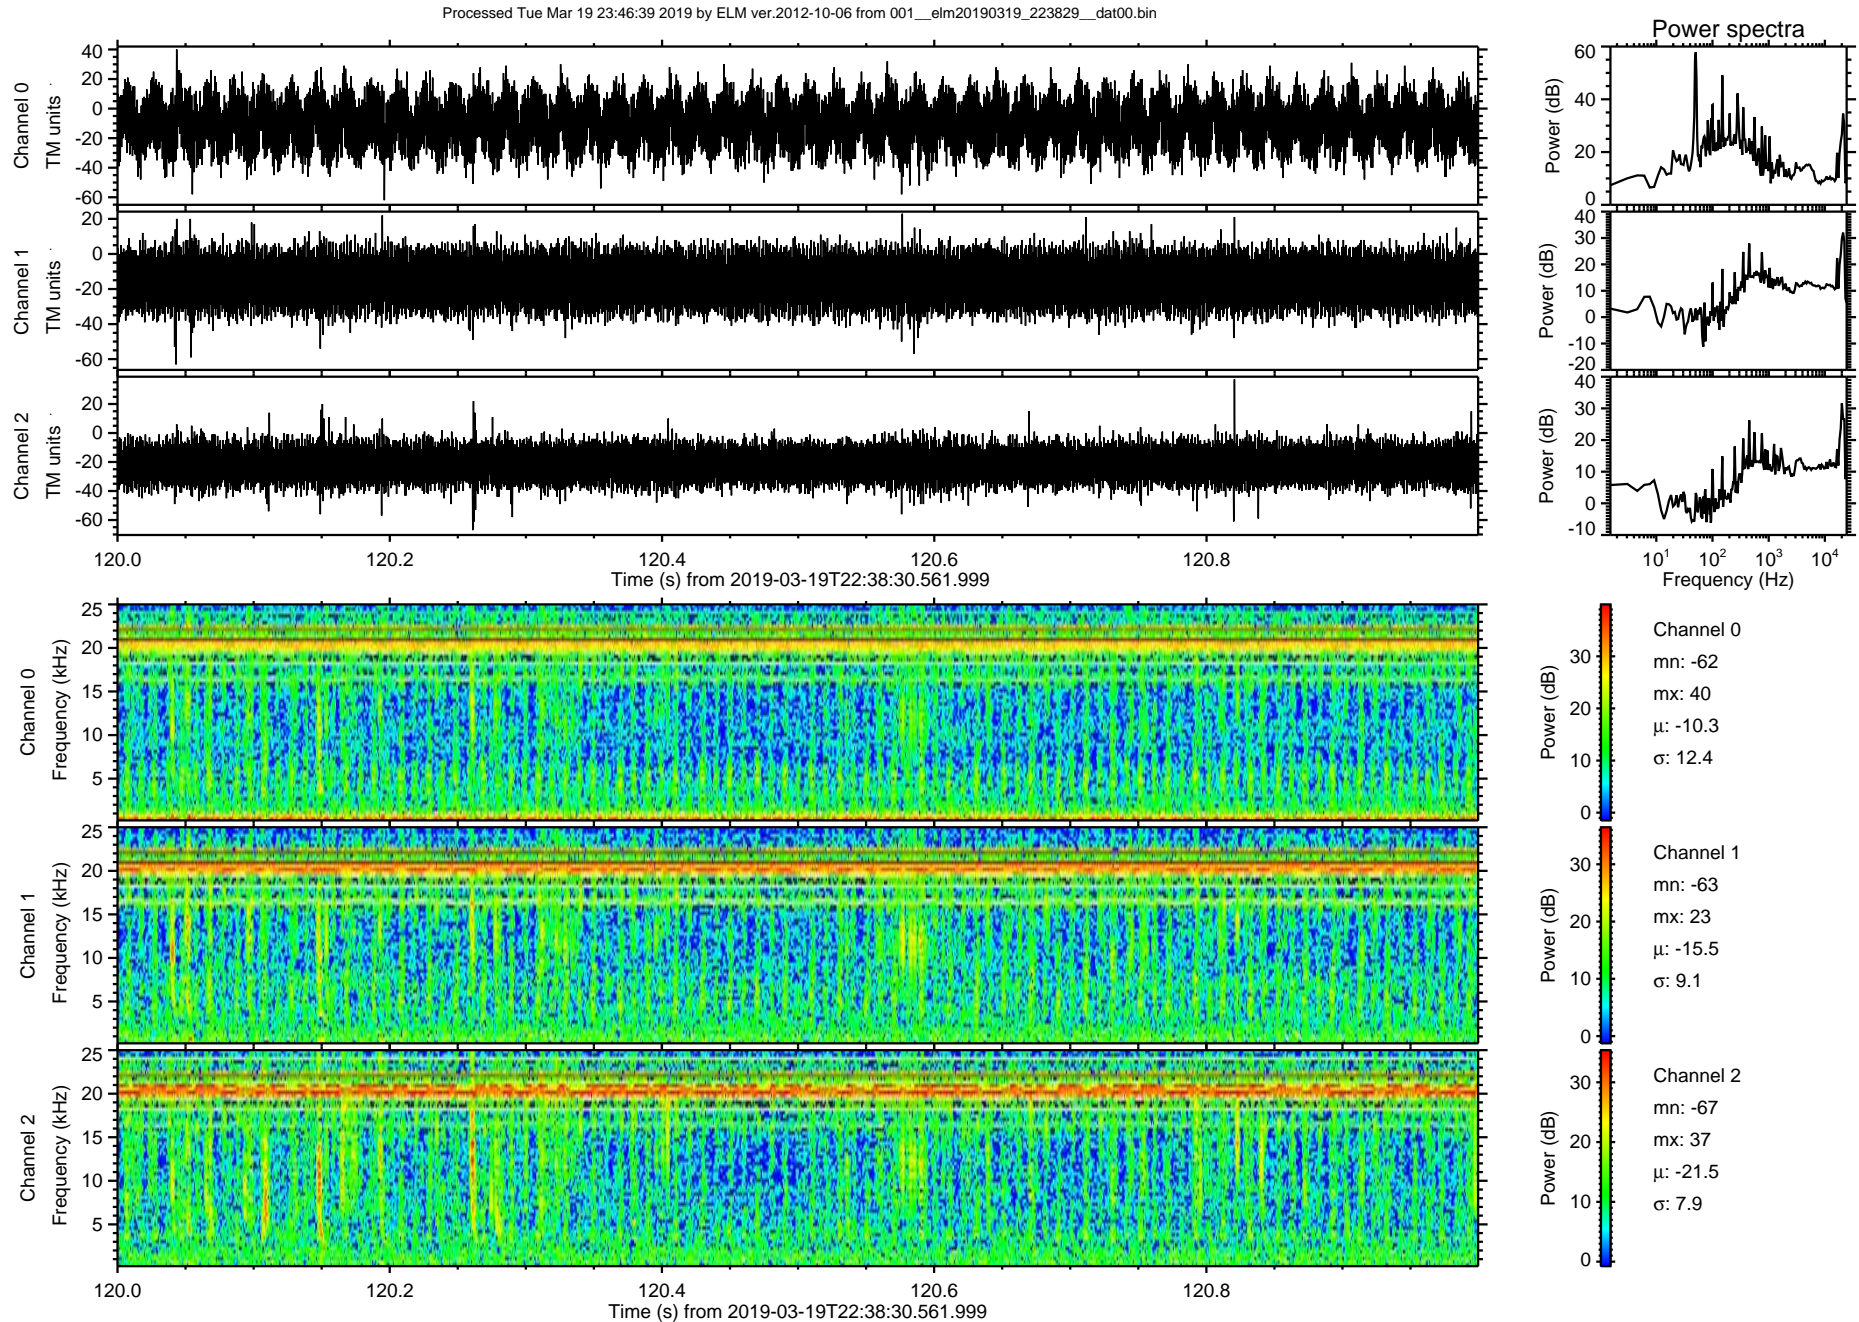 Processed Tue Mar 19 23:46:39 2019 by ELM ver.2012-10-06 from 001__elm20190319_223829__dat00.bin
Power spectra
Channel 0
TM units
40
20
0
-20
-40
-60
Power (dB)
60
40
20
0
Channel 1
TM units
20
0
-20
-40
-60
Power (dB)
40
30
20
10
0
-10
-20
Channel 2
TM units
20
0
-20
-40
-60
Power (dB)
40
30
20
10
0
-10
120.0 120.2 120.4 120.6 120.8
Time (s) from 2019-03-19T22:38:30.561.999
10^1 10^2 10^3 10^4
Frequency (Hz)
Channel 0
Frequency (kHz)
25
20
15
10
5
Power (dB)
30
20
10
0
Channel 0
mn: -62
mx: 40
μ: -10.3
σ: 12.4
Channel 1
Frequency (kHz)
25
20
15
10
5
Power (dB)
30
20
10
0
Channel 1
mn: -63
mx: 23
μ: -15.5
σ: 9.1
Channel 2
Frequency (kHz)
25
20
15
10
5
Power (dB)
30
20
10
0
Channel 2
mn: -67
mx: 37
μ: -21.5
σ: 7.9
120.0 120.2 120.4 120.6 120.8
Time (s) from 2019-03-19T22:38:30.561.999